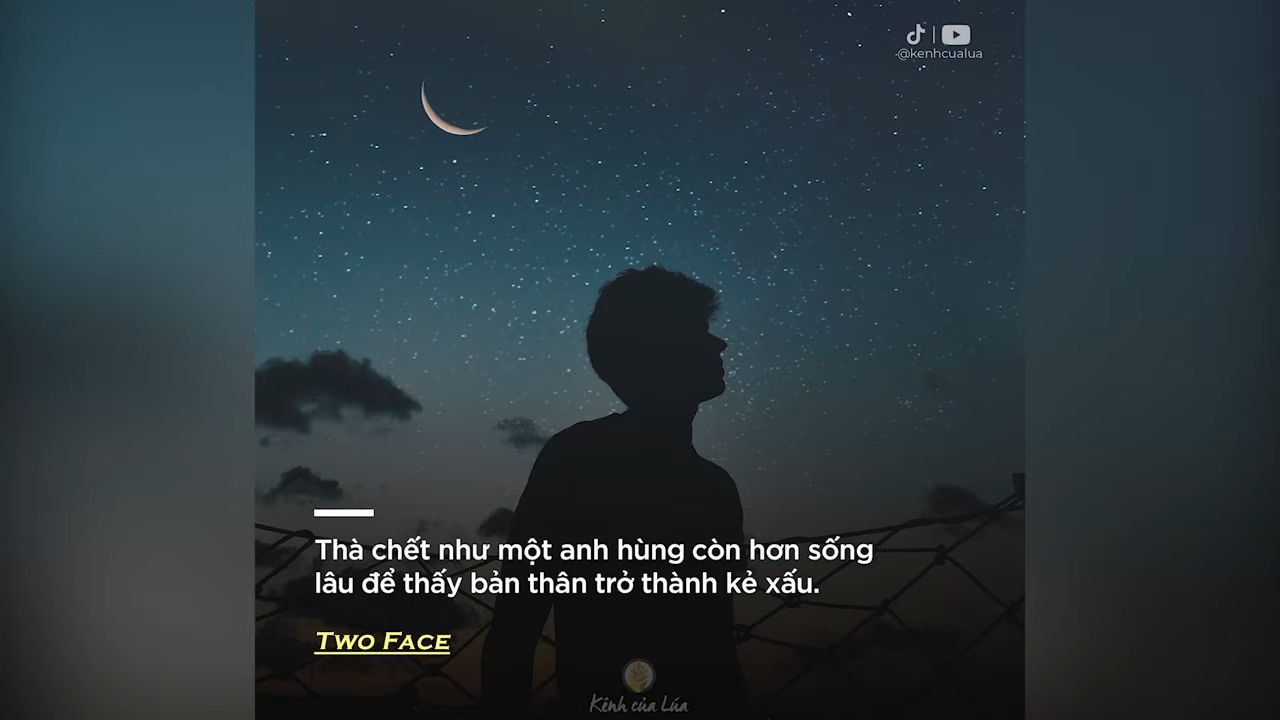 @kenhcualua
Thà chết như một anh hùng còn hơn sống
lâu để thấy bản thân trở thành kẻ xấu.
TWO FACE
Kênh của Lúa